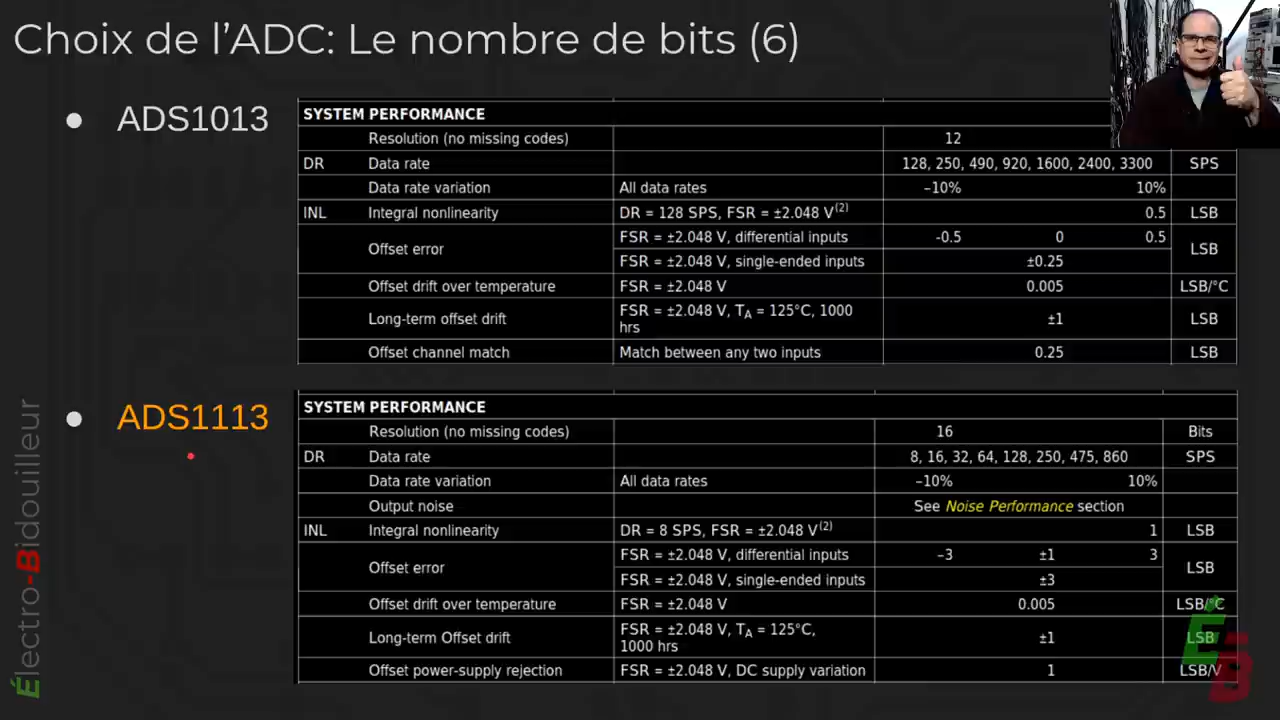 Choix de l’ADC: Le nombre de bits (6)
● ADS1013
SYSTEM PERFORMANCE
Resolution (no missing codes) 12
DR Data rate 128, 250, 490, 920, 1600, 2400, 3300 SPS
Data rate variation All data rates –10% 10%
INL Integral nonlinearity DR = 128 SPS, FSR = ±2.048 V(2) 0.5 LSB
Offset error FSR = ±2.048 V, differential inputs -0.5 0 0.5 LSB
FSR = ±2.048 V, single-ended inputs ±0.25
Offset drift over temperature FSR = ±2.048 V 0.005 LSB/°C
Long-term offset drift FSR = ±2.048 V, TA = 125°C, 1000
hrs ±1 LSB
Offset channel match Match between any two inputs 0.25 LSB
● ADS1113
SYSTEM PERFORMANCE
Resolution (no missing codes) 16 Bits
DR Data rate 8, 16, 32, 64, 128, 250, 475, 860 SPS
Data rate variation All data rates –10% 10%
Output noise See Noise Performance section
INL Integral nonlinearity DR = 8 SPS, FSR = ±2.048 V(2) 1 LSB
Offset error FSR = ±2.048 V, differential inputs –3 ±1 3 LSB
FSR = ±2.048 V, single-ended inputs ±3
Offset drift over temperature FSR = ±2.048 V 0.005 LSB/°C
Long-term Offset drift FSR = ±2.048 V, TA = 125°C,
1000 hrs ±1 LSB
Offset power-supply rejection FSR = ±2.048 V, DC supply variation 1 LSB/V
Électro-Bidouilleur
ÉB